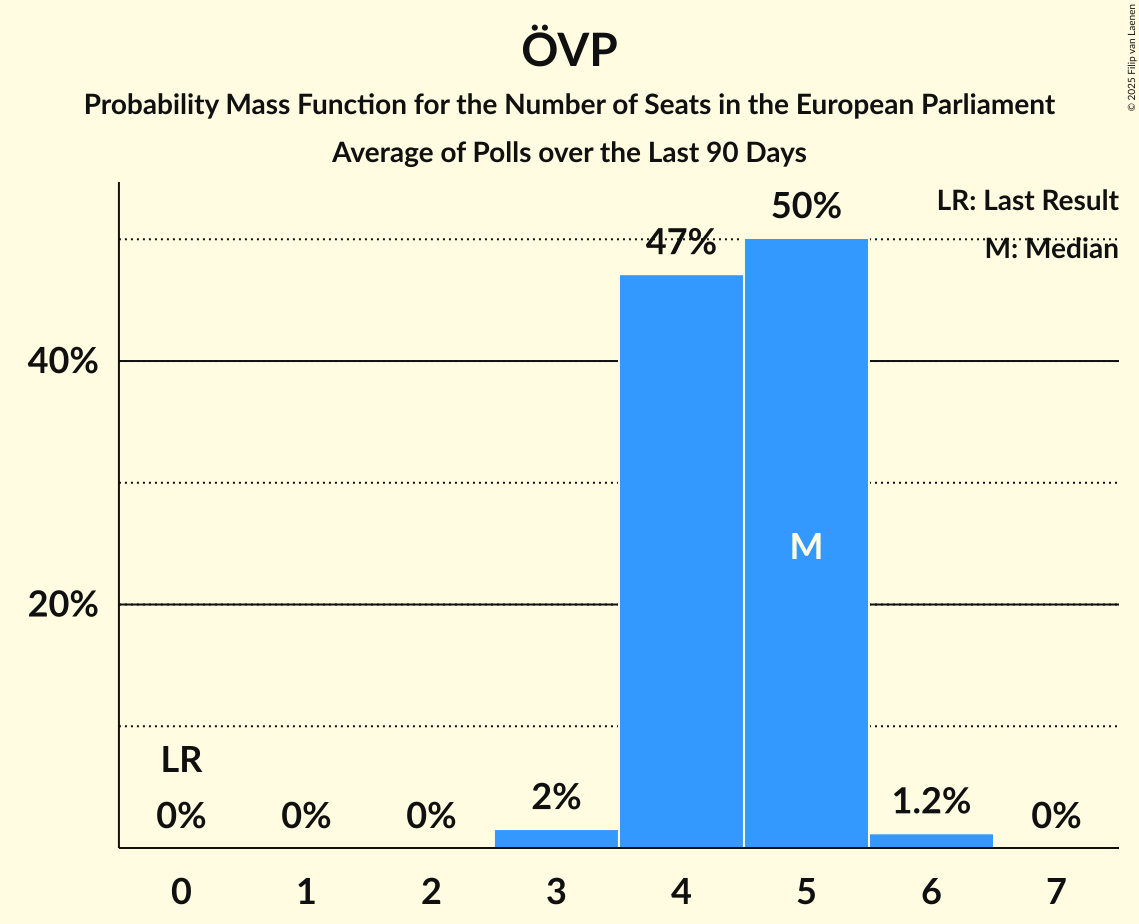 ÖVP
Probability Mass Function for the Number of Seats in the European Parliament
Average of Polls over the Last 90 Days
© 2025 Filip van Laenen
LR: Last Result
M: Median
50%
47%
40%
20%
M
LR
0%
0%
0%
2%
1.2%
0%
0 1 2 3 4 5 6 7